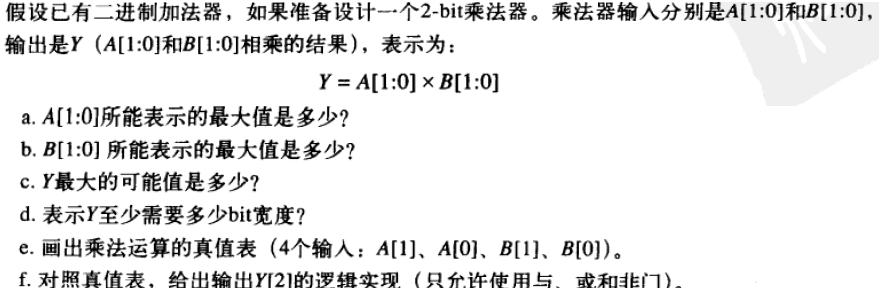 假设已有二进制加法器，如果准备设计一个2-bit乘法器。乘法器输入分别是A[1:0]和B[1:0]，
输出是Y（A[1:0]和B[1:0]相乘的结果），表示为：
Y = A[1:0] × B[1:0]
a. A[1:0]所能表示的最大值是多少？
b. B[1:0] 所能表示的最大值是多少？
c. Y最大的可能值是多少？
d. 表示Y至少需要多少bit宽度？
e. 画出乘法运算的真值表（4个输入：A[1]、A[0]、B[1]、B[0]）。
f. 对照真值表，给出输出Y[2]的逻辑实现（只允许使用与、或和非门）。